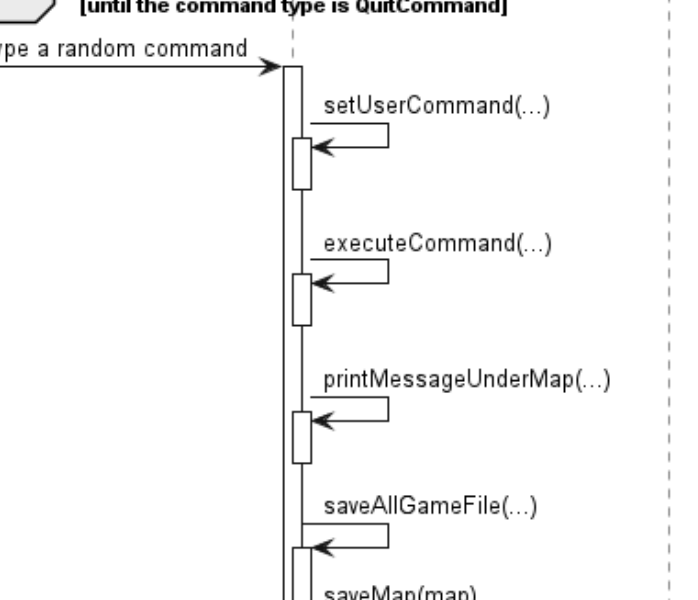 [until the command type is QuitCommand]
ype a random command
setUserCommand(...)
executeCommand(...)
printMessageUnderMap(...)
saveAllGameFile(...)
saveMap(map)